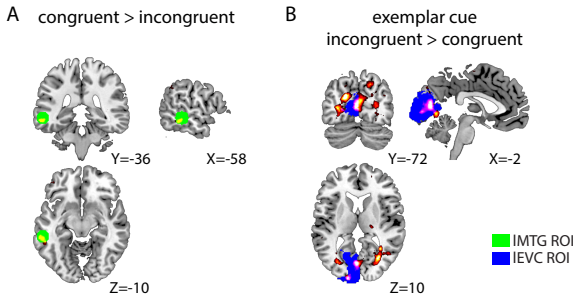 A
congruent > incongruent
Y=-36
X=-58
Z=-10
B
exemplar cue
incongruent > congruent
Y=-72
X=-2
Z=10
lMTG ROI
lEVC ROI